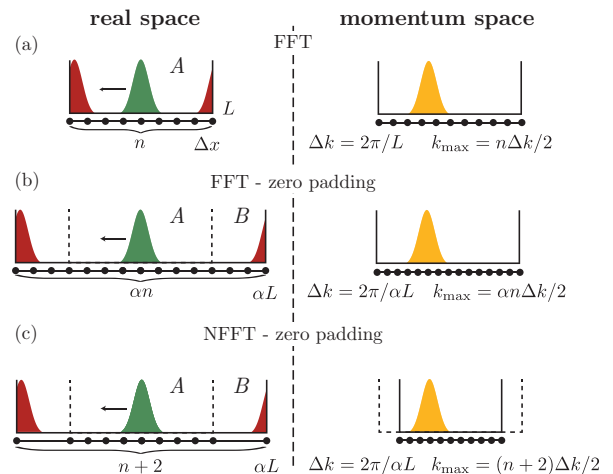 real space momentum space
(a) FFT
A
L
n Δx Δk = 2π/L k_max = nΔk/2
(b) FFT - zero padding
A B
αn αL Δk = 2π/αL k_max = αnΔk/2
(c) NFFT - zero padding
A B
n + 2 αL Δk = 2π/αL k_max = (n + 2)Δk/2